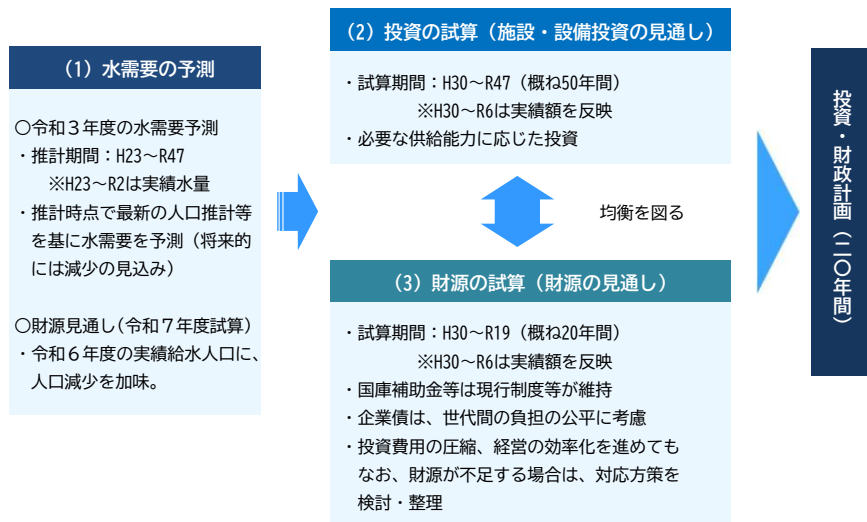 (1) 水需要の予測
〇令和３年度の水需要予測
・推計期間：H23～R47
※H23～R2は実績水量
・推計時点で最新の人口推計等
を基に水需要を予測（将来的
には減少の見込み）
〇財源見通し(令和７年度試算)
・令和６年度の実績給水人口に、
人口減少を加味。
(2) 投資の試算（施設・設備投資の見通し）
・試算期間：H30～R47（概ね50年間）
※H30～R6は実績額を反映
・必要な供給能力に応じた投資
均衡を図る
(3) 財源の試算（財源の見通し）
・試算期間：H30～R19（概ね20年間）
※H30～R6は実績額を反映
・国庫補助金等は現行制度等が維持
・企業債は、世代間の負担の公平に考慮
・投資費用の圧縮、経営の効率化を進めても
なお、財源が不足する場合は、対応方策を
検討・整理
投資・財政計画（二〇年間）